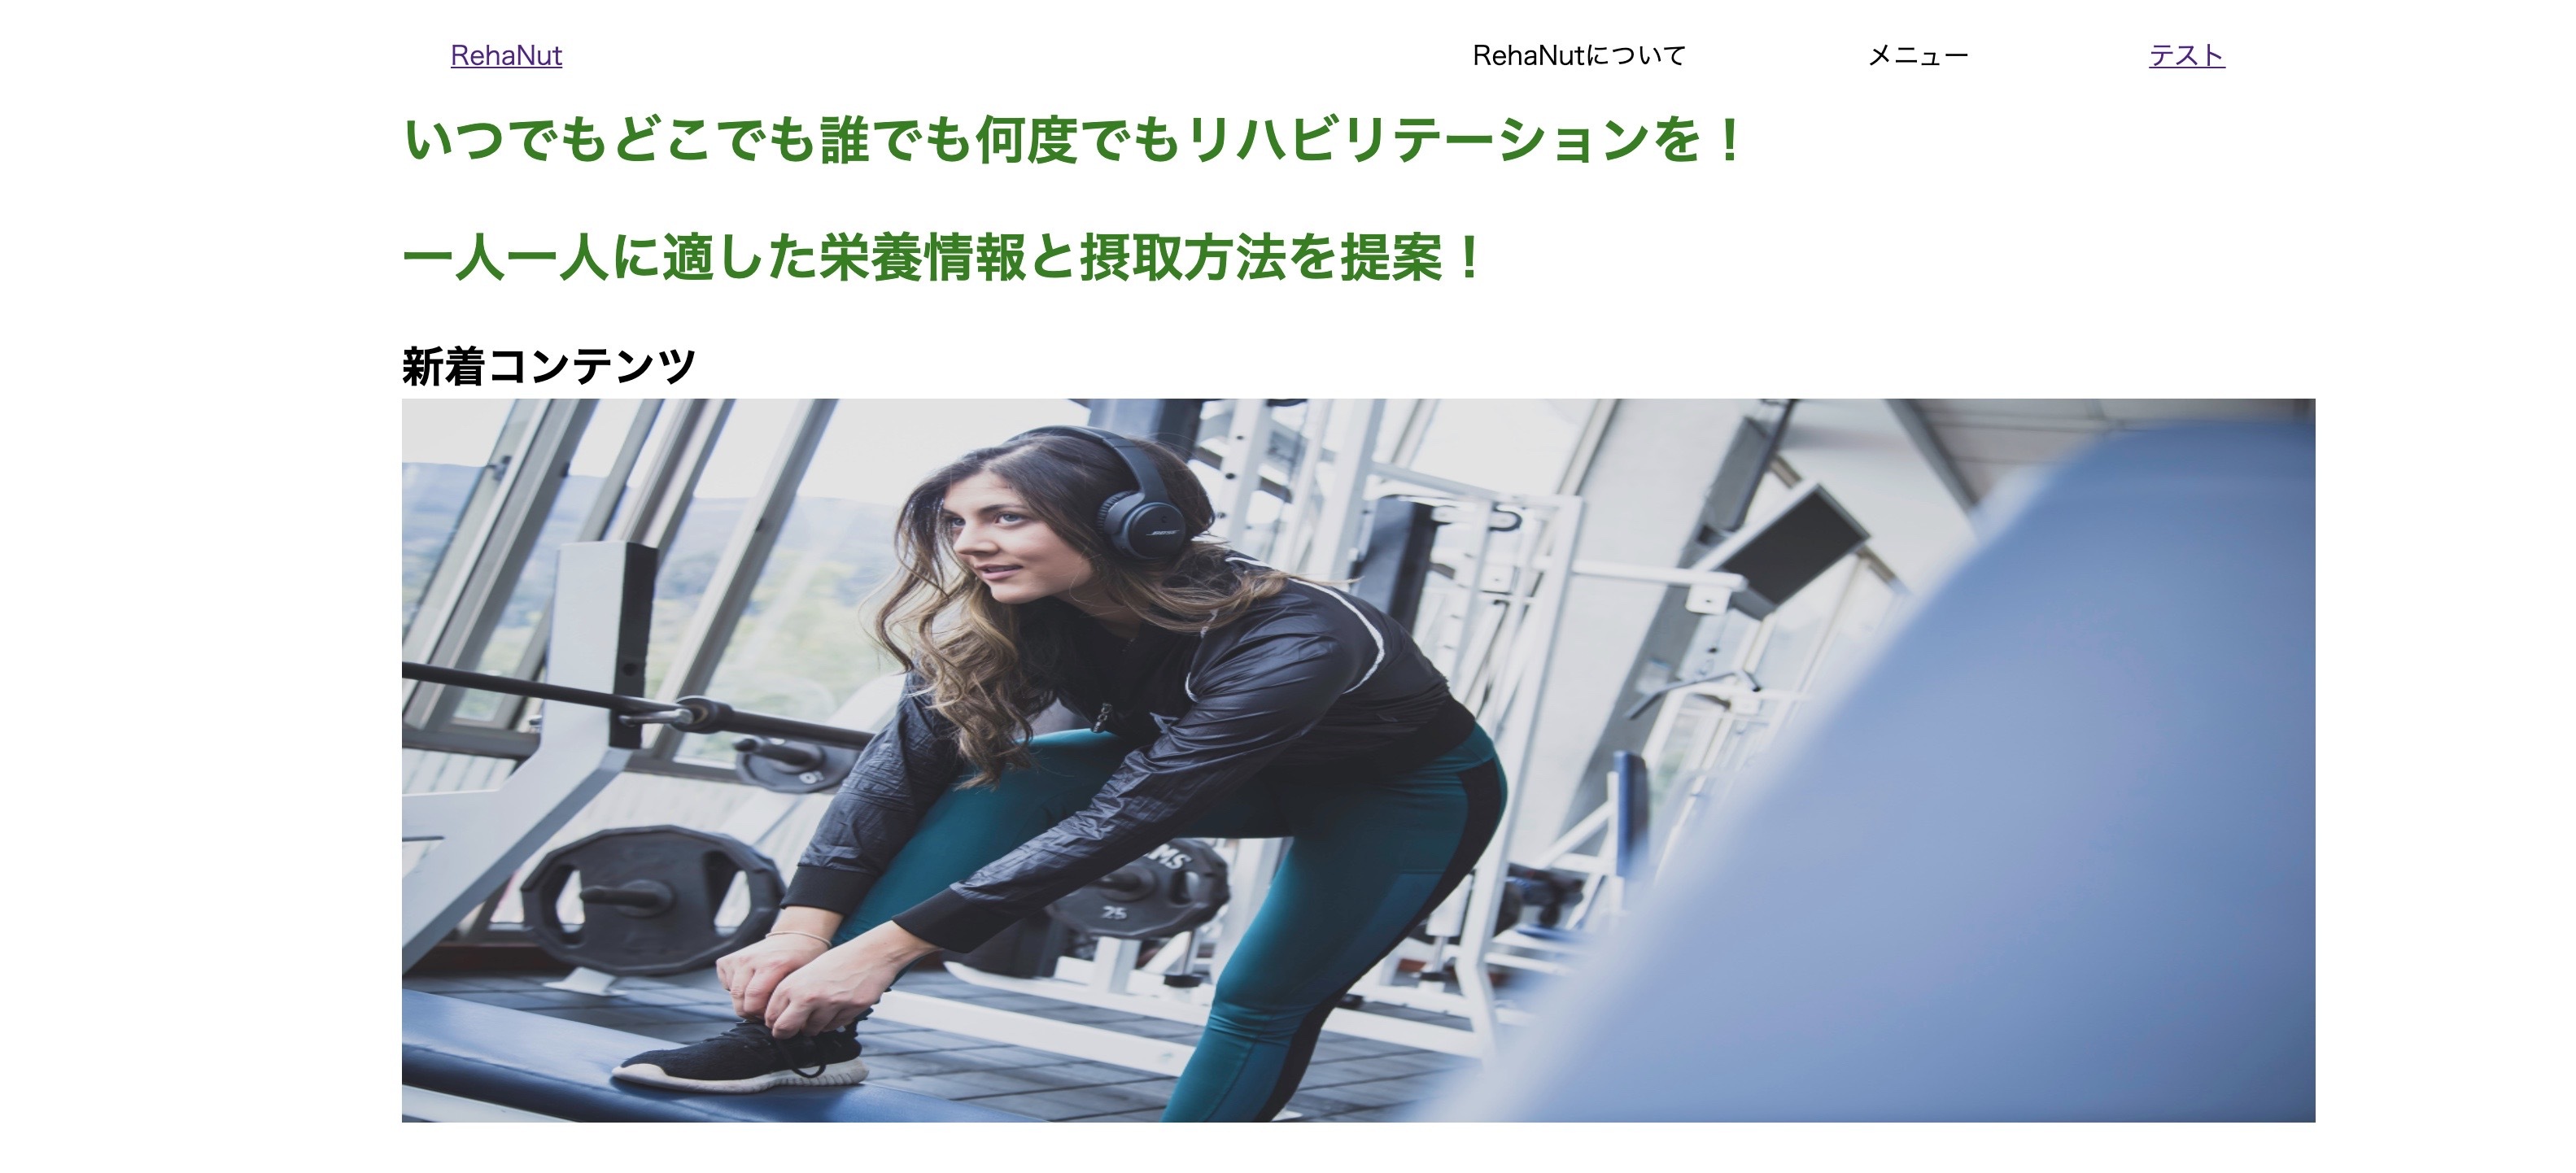 RehaNut
RehaNutについて
メニュー
テスト
いつでもどこでも誰でも何度でもリハビリテーションを！
一人一人に適した栄養情報と摂取方法を提案！
新着コンテンツ
25